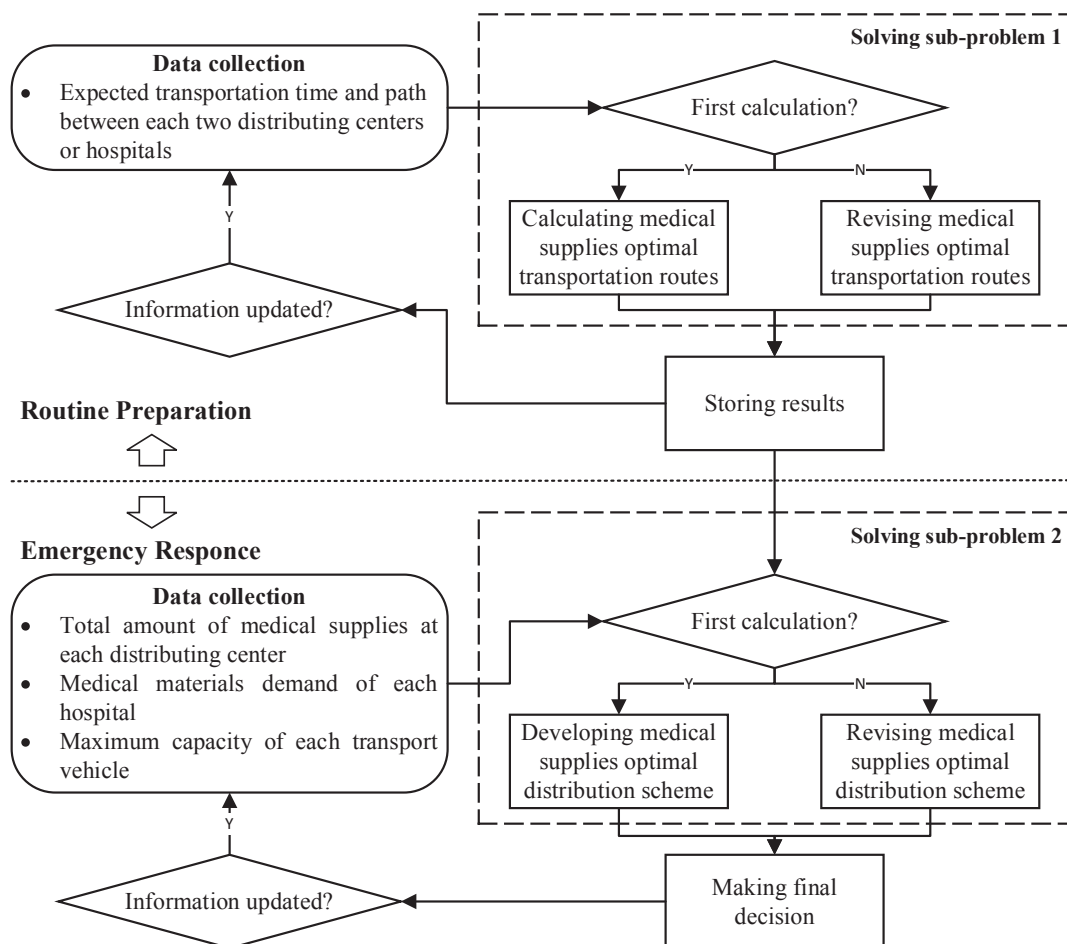 Solving sub-problem 1
Data collection
• Expected transportation time and path
between each two distributing centers
or hospitals
First calculation?
Y
N
Calculating medical
supplies optimal
transportation routes
Revising medical
supplies optimal
transportation routes
Y
Information updated?
Storing results
Routine Preparation
Emergency Responce
Solving sub-problem 2
Data collection
• Total amount of medical supplies at
each distributing center
• Medical materials demand of each
hospital
• Maximum capacity of each transport
vehicle
First calculation?
Y
N
Developing medical
supplies optimal
distribution scheme
Revising medical
supplies optimal
distribution scheme
Y
Information updated?
Making final
decision